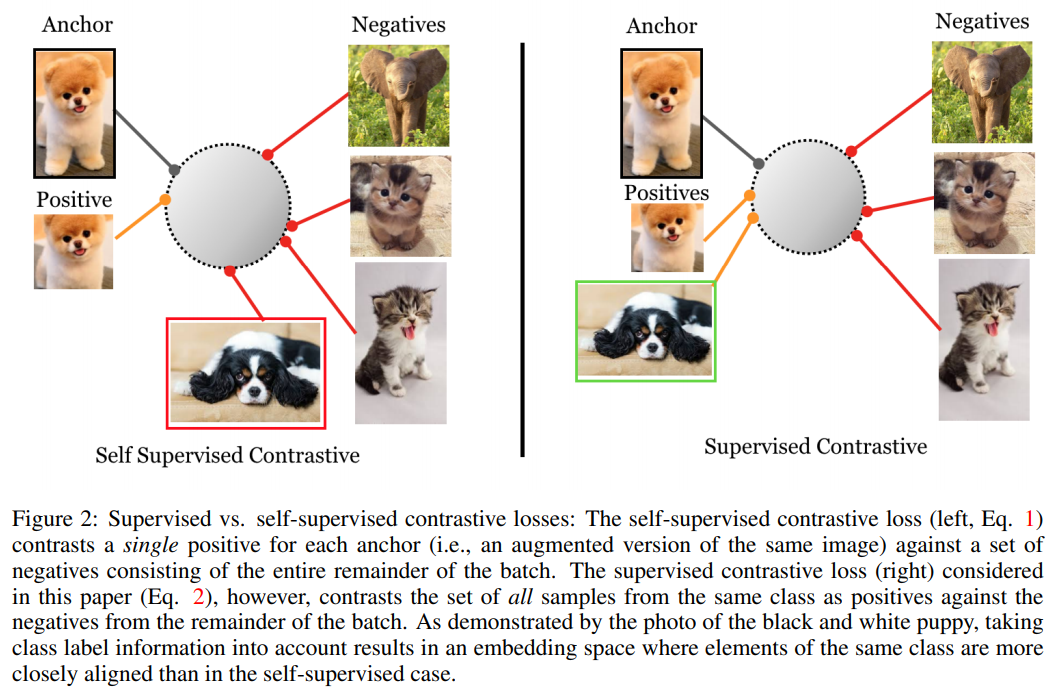 Anchor
Negatives
Positive
Self Supervised Contrastive
Anchor
Negatives
Positives
Supervised Contrastive
Figure 2: Supervised vs. self-supervised contrastive losses: The self-supervised contrastive loss (left, Eq. 1)
contrasts a single positive for each anchor (i.e., an augmented version of the same image) against a set of
negatives consisting of the entire remainder of the batch. The supervised contrastive loss (right) considered
in this paper (Eq. 2), however, contrasts the set of all samples from the same class as positives against the
negatives from the remainder of the batch. As demonstrated by the photo of the black and white puppy, taking
class label information into account results in an embedding space where elements of the same class are more
closely aligned than in the self-supervised case.